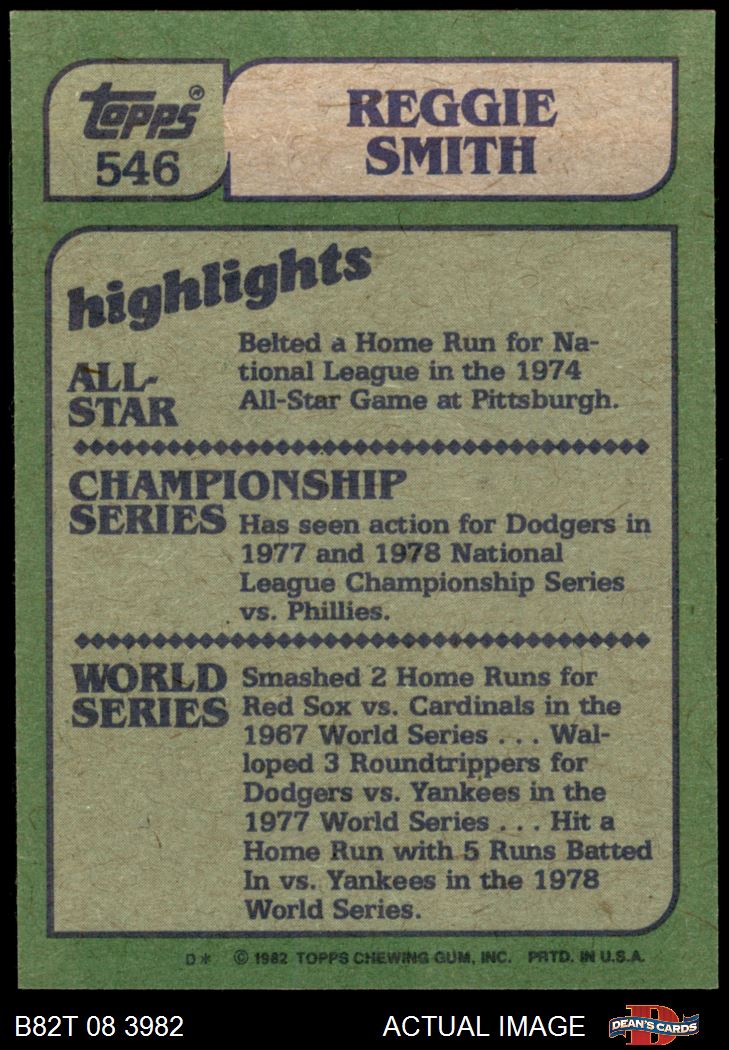 Topps®
546
REGGIE
SMITH
highlights
ALL-
STAR
Belted a Home Run for Na-
tional League in the 1974
All-Star Game at Pittsburgh.
CHAMPIONSHIP
SERIES
Has seen action for Dodgers in
1977 and 1978 National
League Championship Series
vs. Phillies.
WORLD
SERIES
Smashed 2 Home Runs for
Red Sox vs. Cardinals in the
1967 World Series . . . Wal-
loped 3 Roundtrippers for
Dodgers vs. Yankees in the
1977 World Series . . . Hit a
Home Run with 5 Runs Batted
In vs. Yankees in the 1978
World Series.
D* © 1982 TOPPS CHEWING GUM, INC. PRTD. IN U.S.A.
B82T 08 3982 ACTUAL IMAGE D DEAN'S CARDS